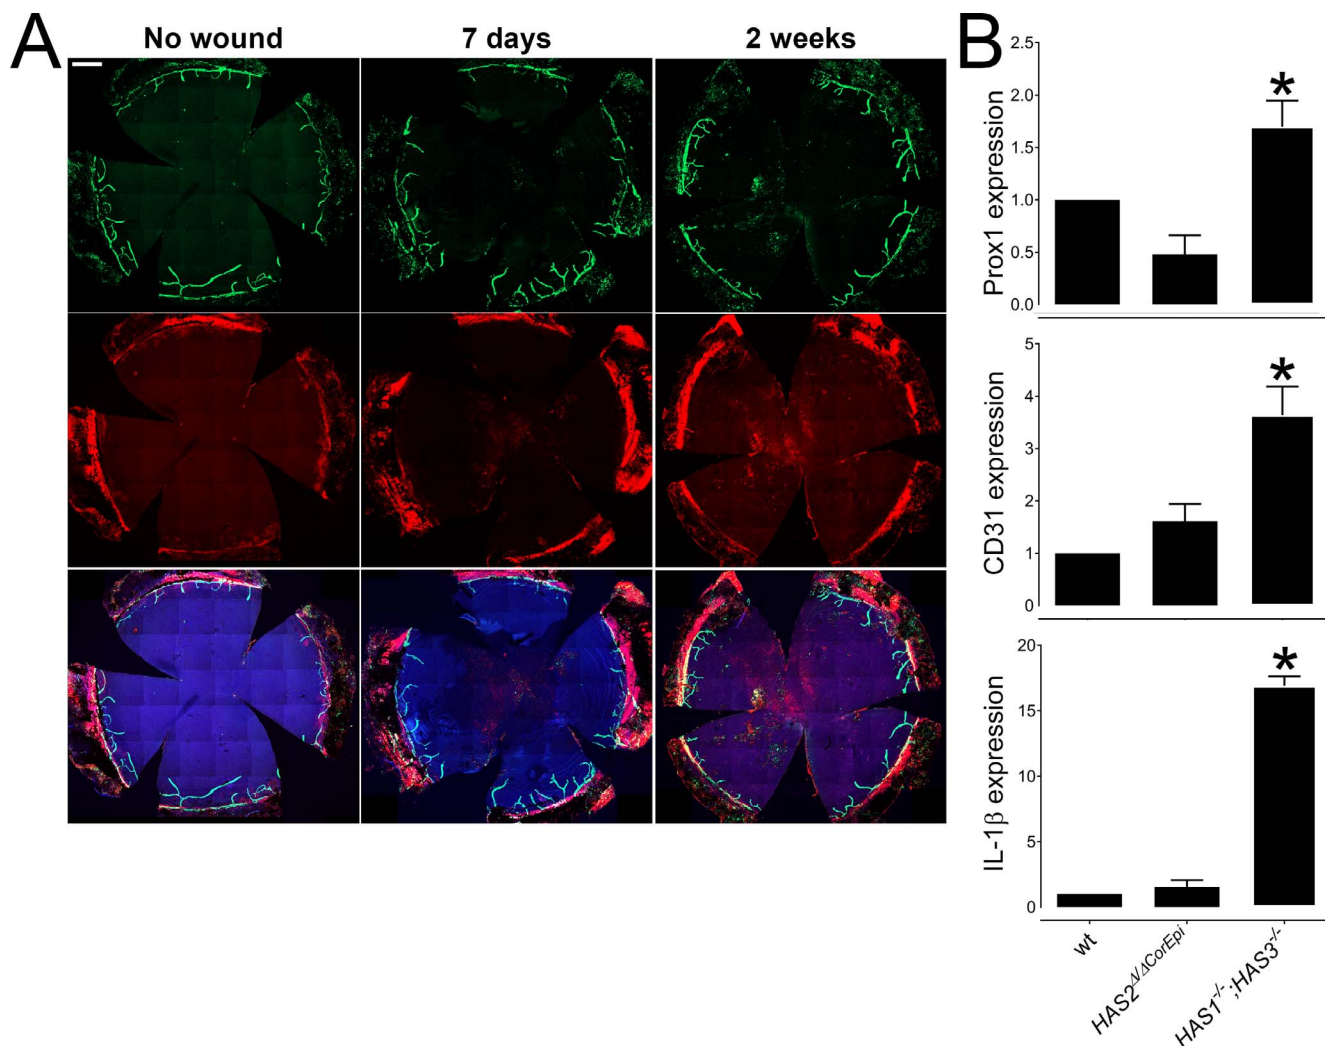 A
No wound
7 days
2 weeks
B
Prox1 expression
2.5
2.0
1.5
1.0
0.5
0.0
*
CD31 expression
5
4
3
2
1
0
*
IL-1β expression
20
15
10
5
0
*
wt
HAS2Δ/ΔCorEpi
HAS1-/-;HAS3-/-